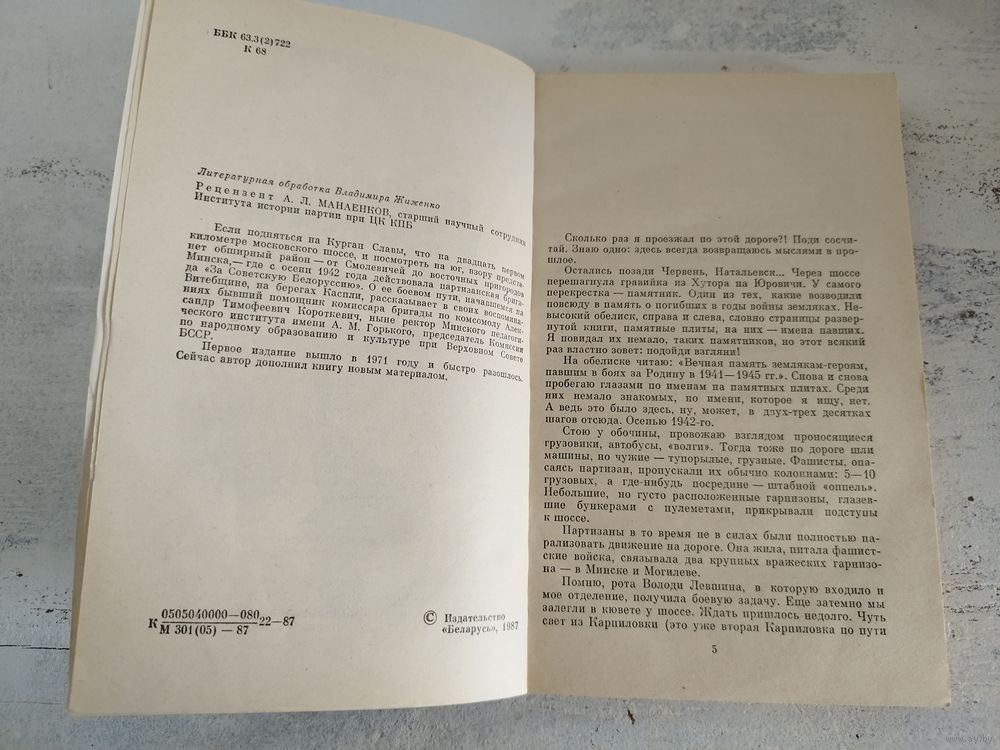 ББК 63.3(2)722
К 68
Литературная обработка Владимира Жиженко
Рецензент А. Л. МАНАЕНКОВ, старший научный сотрудник
Института истории партии при ЦК КПБ
Если подняться на Курган Славы, что на двадцать первом
километре московского шоссе, и посмотреть на юг, взору предста-
нет обширный район — от Смолевичей до восточных пригородов
Минска,— где с осени 1942 года действовала партизанская брига-
да «За Советскую Белоруссию». О ее боевом пути, начавшемся на
Витебщине, на берегах Каспли, рассказывает в своих воспомина-
ниях бывший помощник комиссара бригады по комсомолу Алек-
сандр Тимофеевич Короткевич, ныне ректор Минского педагоги-
ческого института имени А. М. Горького, председатель Комиссии
по народному образованию и культуре при Верховном Совете
БССР.
Первое издание вышло в 1971 году и быстро разошлось.
Сейчас автор дополнил книгу новым материалом.
К 0505040000—080 22—87
М 301(05) — 87
© Издательство
«Беларусь», 1987
Сколько раз я проезжал по этой дороге?! Поди сосчи-
тай. Знаю одно: здесь всегда возвращаюсь мыслями в про-
шлое.
Остались позади Червень, Натальевск... Через шоссе
перешагнула гравийка из Хутора на Юровичи. У самого
перекрестка — памятник. Один из тех, какие возводили
повсюду в память о погибших в годы войны земляках. Не-
высокий обелиск, справа и слева, словно страницы развер-
нутой книги, памятные плиты, на них — имена павших.
Я повидал их немало, таких памятников, но этот всякий
раз властно зовет: подойди взгляни!
На обелиске читаю: «Вечная память землякам-героям,
павшим в боях за Родину в 1941—1945 гг.». Снова и снова
пробегаю глазами по именам на памятных плитах. Среди
них немало знакомых, но имени, которое я ищу, нет.
А ведь это было здесь, ну, может, в двух-трех десятках
шагов отсюда. Осенью 1942-го.
Стою у обочины, провожаю взглядом проносящиеся
грузовики, автобусы, «волги». Тогда тоже по дороге шли
машины, но чужие — тупорылые, грузные. Фашисты, опа-
саясь партизан, пропускали их обычно колоннами: 5—10
грузовых, а где-нибудь посредине — штабной «оппель».
Небольшие, но густо расположенные гарнизоны, глазев-
шие бункерами с пулеметами, прикрывали подступы
к шоссе.
Партизаны в то время не в силах были полностью па-
рализовать движение на дороге. Она жила, питала фашист-
ские войска, связывала два крупных вражеских гарнизо-
на — в Минске и Могилеве.
Помню, рота Володи Левшина, в которую входило и
мое отделение, получила боевую задачу. Еще затемно мы
залегли в кювете у шоссе. Ждать пришлось недолго. Чуть
свет из Карпиловки (это уже вторая Карпиловка по пути
5
www.ay.by